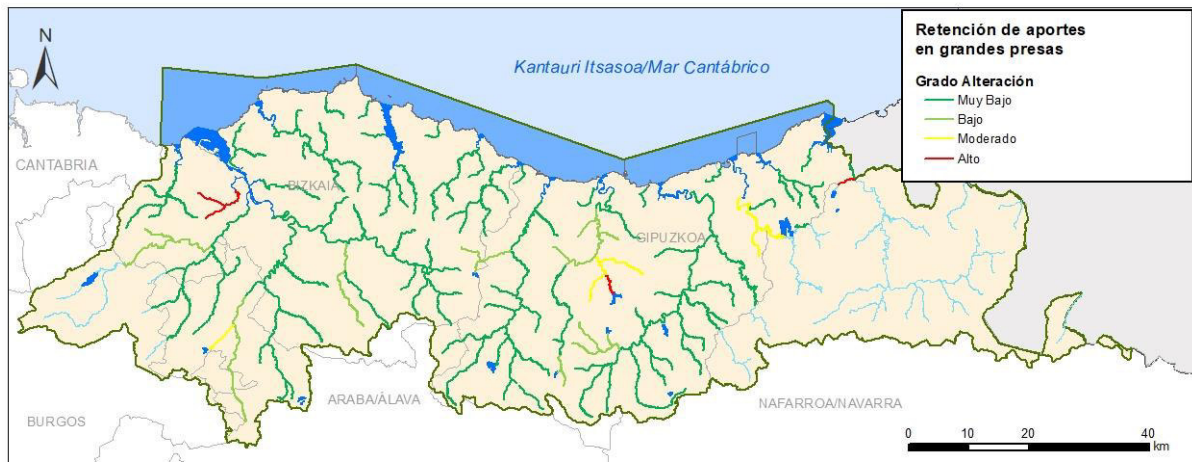 N
Kantauri Itsasoa/Mar Cantábrico
Retención de aportes
en grandes presas
Grado Alteración
Muy Bajo
Bajo
Moderado
Alto
CANTABRIA
BIZKAIA
GIPUZKOA
ARABA/ÁLAVA
NAFARROA/NAVARRA
BURGOS
0 10 20 40
km